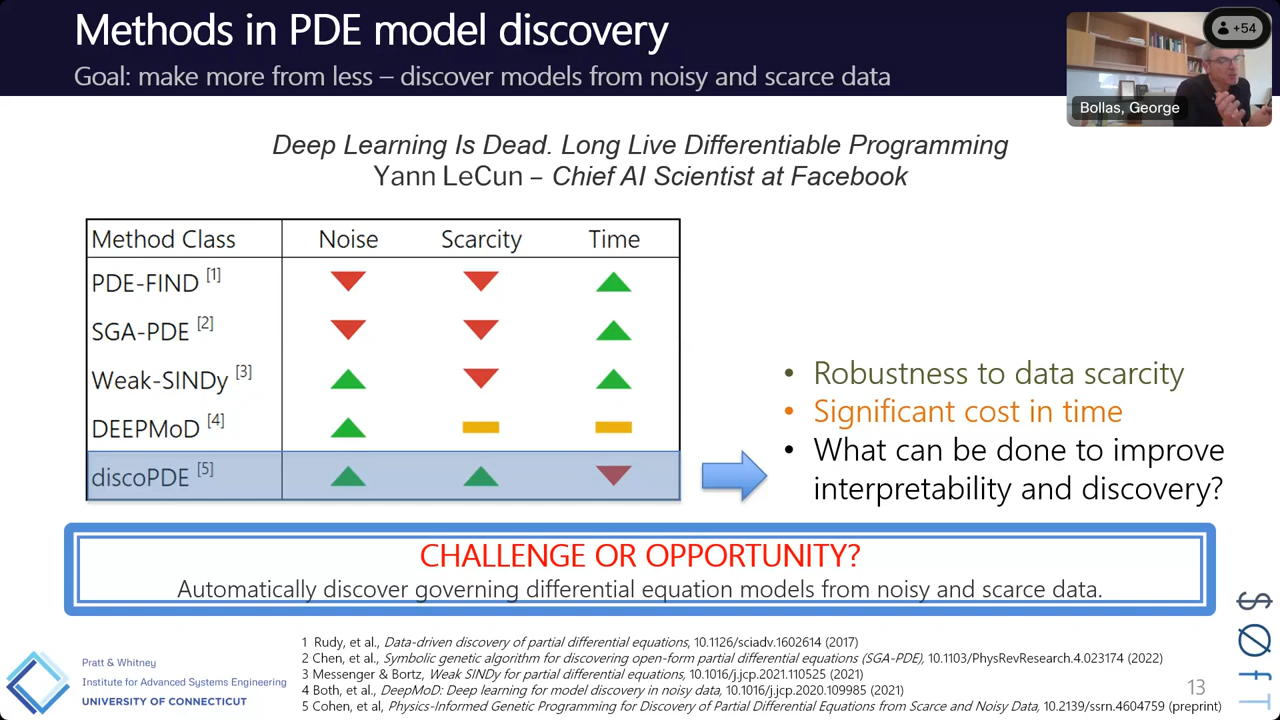 Methods in PDE model discovery
Goal: make more from less – discover models from noisy and scarce data
+54
Bollas, George
Deep Learning Is Dead. Long Live Differentiable Programming
Yann LeCun – Chief AI Scientist at Facebook
Method Class Noise Scarcity Time
PDE-FIND [1]
SGA-PDE [2]
Weak-SINDy [3]
DEEPMoD [4]
discoPDE [5]
• Robustness to data scarcity
• Significant cost in time
• What can be done to improve
interpretability and discovery?
CHALLENGE OR OPPORTUNITY?
Automatically discover governing differential equation models from noisy and scarce data.
1 Rudy, et al., Data-driven discovery of partial differential equations, 10.1126/sciadv.1602614 (2017)
2 Chen, et al., Symbolic genetic algorithm for discovering open-form partial differential equations (SGA-PDE), 10.1103/PhysRevResearch.4.023174 (2022)
3 Messenger & Bortz, Weak SINDy for partial differential equations, 10.1016/j.jcp.2021.110525 (2021)
4 Both, et al., DeepMoD: Deep learning for model discovery in noisy data, 10.1016/j.jcp.2020.109985 (2021)
5 Cohen, et al, Physics-Informed Genetic Programming for Discovery of Partial Differential Equations from Scarce and Noisy Data, 10.2139/ssrn.4604759 (preprint)
Pratt & Whitney
Institute for Advanced Systems Engineering
UNIVERSITY OF CONNECTICUT
13